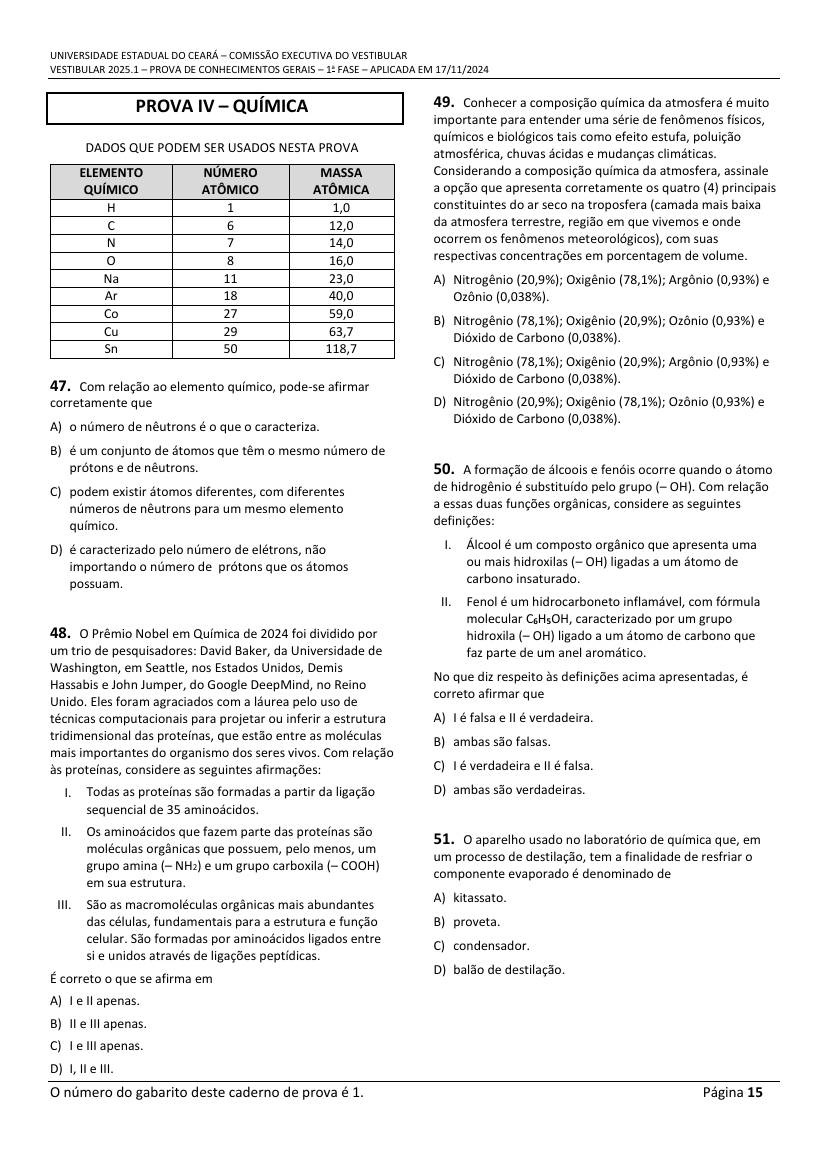 UNIVERSIDADE ESTADUAL DO CEARÁ – COMISSÃO EXECUTIVA DO VESTIBULAR
VESTIBULAR 2025.1 – PROVA DE CONHECIMENTOS GERAIS – 1ª FASE – APLICADA EM 17/11/2024
PROVA IV – QUÍMICA
DADOS QUE PODEM SER USADOS NESTA PROVA
ELEMENTO QUÍMICO NÚMERO ATÔMICO MASSA ATÔMICA
H 1 1,0
C 6 12,0
N 7 14,0
O 8 16,0
Na 11 23,0
Ar 18 40,0
Co 27 59,0
Cu 29 63,7
Sn 50 118,7
47. Com relação ao elemento químico, pode-se afirmar
corretamente que
A) o número de nêutrons é o que o caracteriza.
B) é um conjunto de átomos que têm o mesmo número de
prótons e de nêutrons.
C) podem existir átomos diferentes, com diferentes
números de nêutrons para um mesmo elemento
químico.
D) é caracterizado pelo número de elétrons, não
importando o número de prótons que os átomos
possuam.
48. O Prêmio Nobel em Química de 2024 foi dividido por
um trio de pesquisadores: David Baker, da Universidade de
Washington, em Seattle, nos Estados Unidos, Demis
Hassabis e John Jumper, do Google DeepMind, no Reino
Unido. Eles foram agraciados com a láurea pelo uso de
técnicas computacionais para projetar ou inferir a estrutura
tridimensional das proteínas, que estão entre as moléculas
mais importantes do organismo dos seres vivos. Com relação
às proteínas, considere as seguintes afirmações:
I. Todas as proteínas são formadas a partir da ligação
sequencial de 35 aminoácidos.
II. Os aminoácidos que fazem parte das proteínas são
moléculas orgânicas que possuem, pelo menos, um
grupo amina (– NH₂) e um grupo carboxila (– COOH)
em sua estrutura.
III. São as macromoléculas orgânicas mais abundantes
das células, fundamentais para a estrutura e função
celular. São formadas por aminoácidos ligados entre
si e unidos através de ligações peptídicas.
É correto o que se afirma em
A) I e II apenas.
B) II e III apenas.
C) I e III apenas.
D) I, II e III.
49. Conhecer a composição química da atmosfera é muito
importante para entender uma série de fenômenos físicos,
químicos e biológicos tais como efeito estufa, poluição
atmosférica, chuvas ácidas e mudanças climáticas.
Considerando a composição química da atmosfera, assinale
a opção que apresenta corretamente os quatro (4) principais
constituintes do ar seco na troposfera (camada mais baixa
da atmosfera terrestre, região em que vivemos e onde
ocorrem os fenômenos meteorológicos), com suas
respectivas concentrações em porcentagem de volume.
A) Nitrogênio (20,9%); Oxigênio (78,1%); Argônio (0,93%) e
Ozônio (0,038%).
B) Nitrogênio (78,1%); Oxigênio (20,9%); Ozônio (0,93%) e
Dióxido de Carbono (0,038%).
C) Nitrogênio (78,1%); Oxigênio (20,9%); Argônio (0,93%) e
Dióxido de Carbono (0,038%).
D) Nitrogênio (20,9%); Oxigênio (78,1%); Ozônio (0,93%) e
Dióxido de Carbono (0,038%).
50. A formação de álcoois e fenóis ocorre quando o átomo
de hidrogênio é substituído pelo grupo (– OH). Com relação
a essas duas funções orgânicas, considere as seguintes
definições:
I. Álcool é um composto orgânico que apresenta uma
ou mais hidroxilas (– OH) ligadas a um átomo de
carbono insaturado.
II. Fenol é um hidrocarboneto inflamável, com fórmula
molecular C₆H₅OH, caracterizado por um grupo
hidroxila (– OH) ligado a um átomo de carbono que
faz parte de um anel aromático.
No que diz respeito às definições acima apresentadas, é
correto afirmar que
A) I é falsa e II é verdadeira.
B) ambas são falsas.
C) I é verdadeira e II é falsa.
D) ambas são verdadeiras.
51. O aparelho usado no laboratório de química que, em
um processo de destilação, tem a finalidade de resfriar o
componente evaporado é denominado de
A) kitassato.
B) proveta.
C) condensador.
D) balão de destilação.
O número do gabarito deste caderno de prova é 1.
Página 15